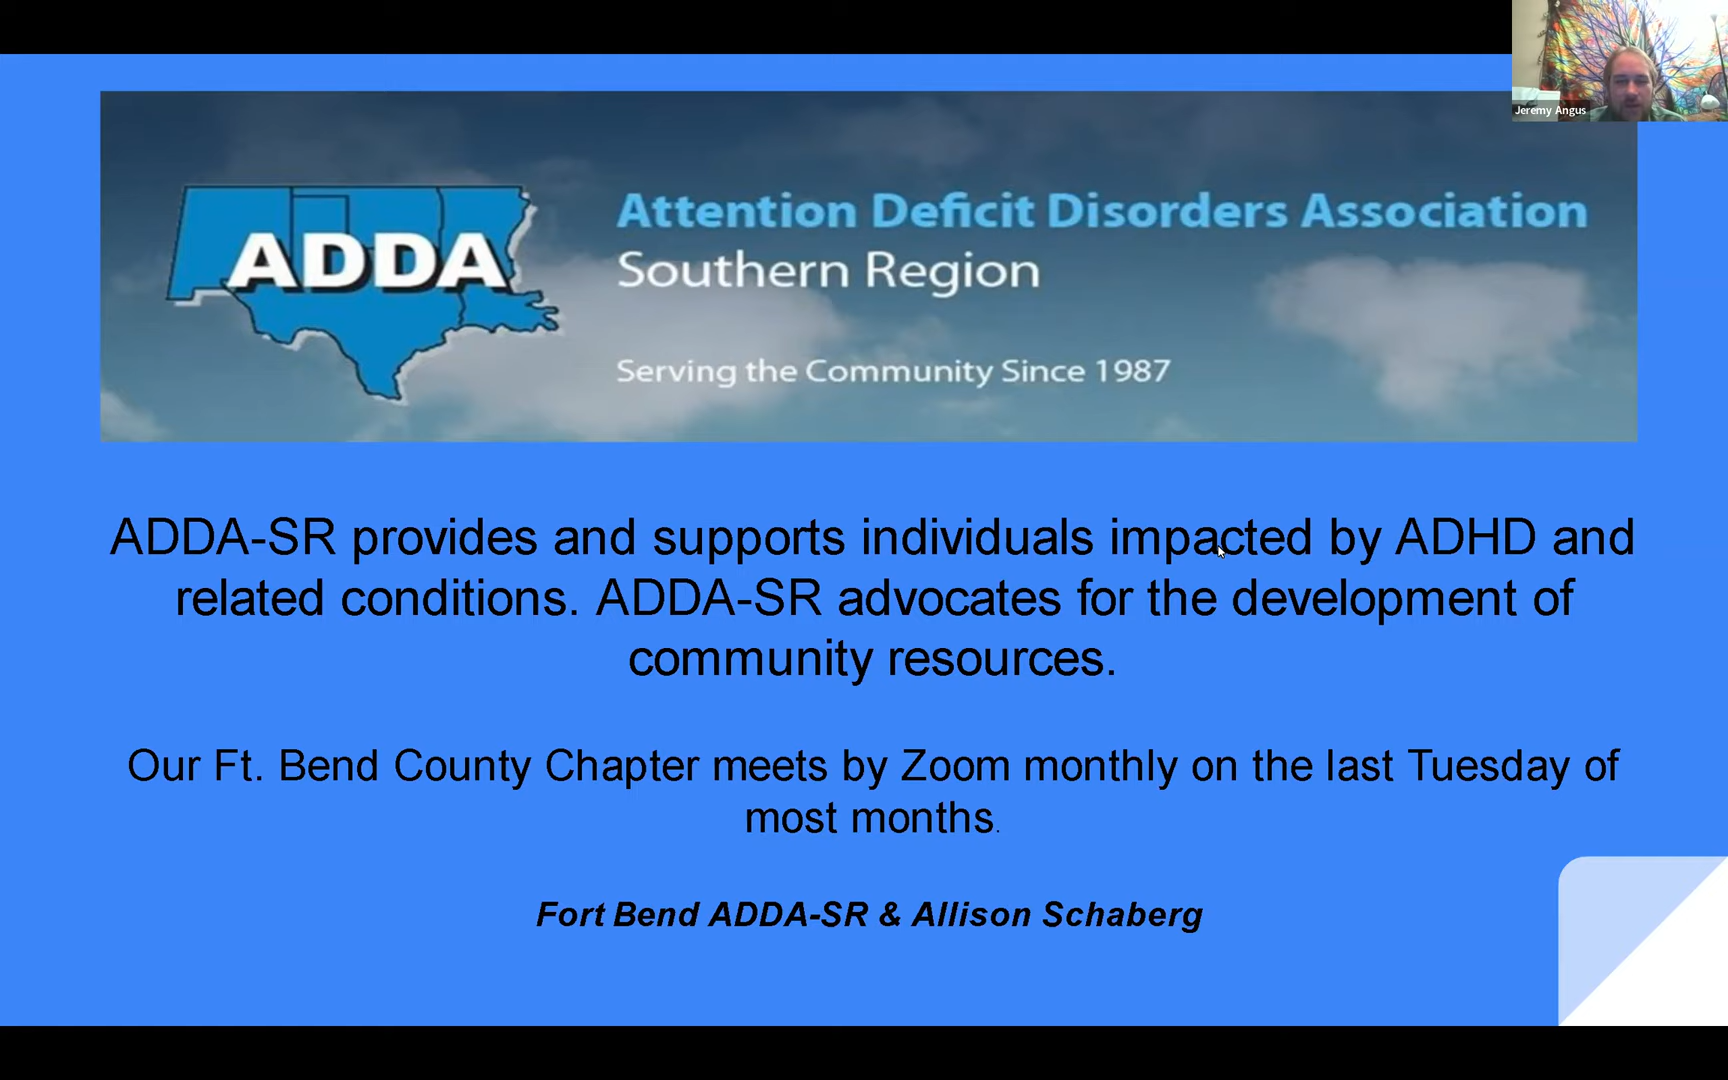 Jeremy Angus
ADDA
Attention Deficit Disorders Association
Southern Region
Serving the Community Since 1987
ADDA-SR provides and supports individuals impacted by ADHD and
related conditions. ADDA-SR advocates for the development of
community resources.
Our Ft. Bend County Chapter meets by Zoom monthly on the last Tuesday of
most months.
Fort Bend ADDA-SR & Allison Schaberg